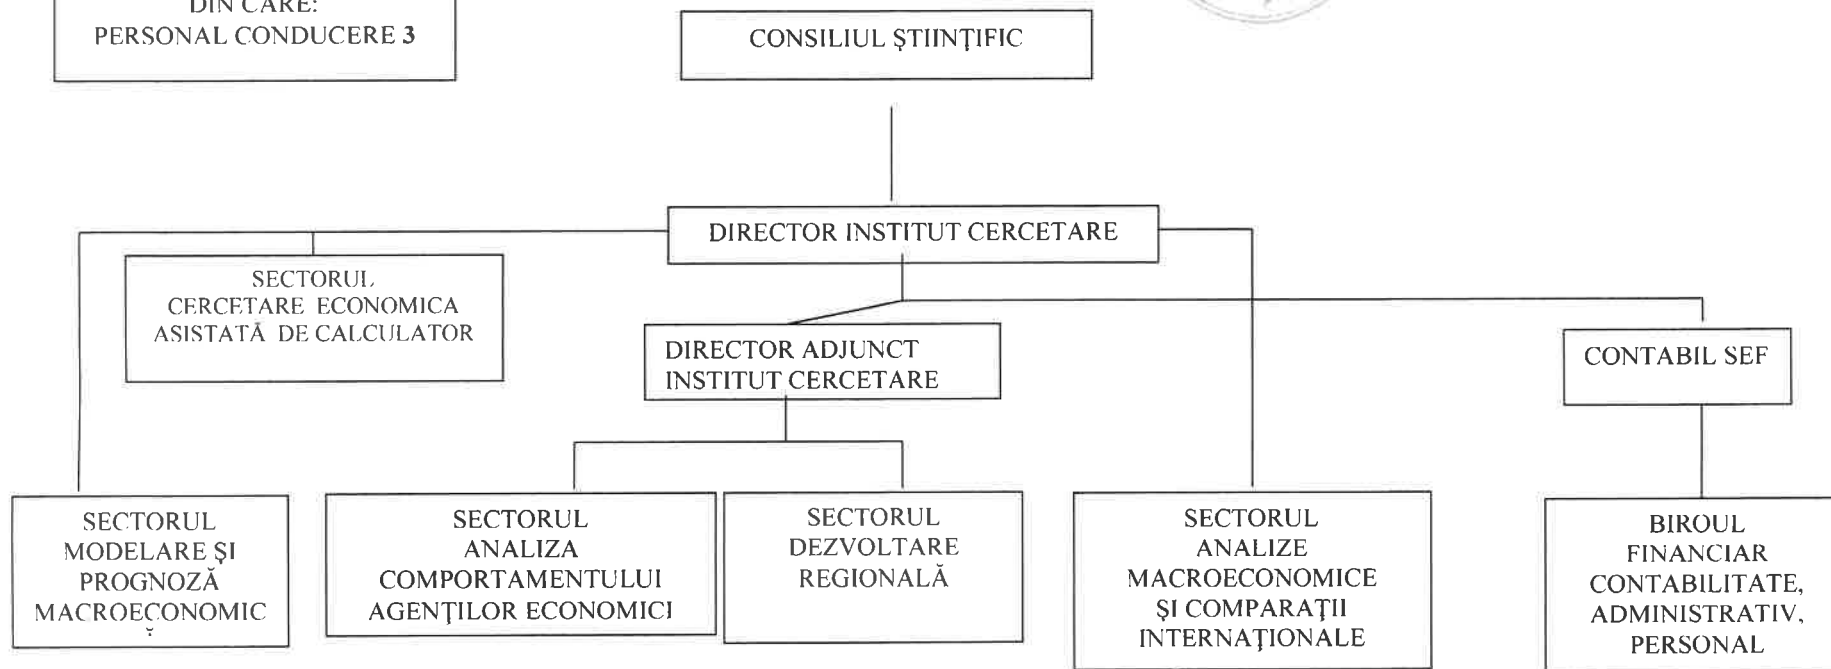 DIN CARE:
PERSONAL CONDUCERE 3
CONSILIUL ŞTIINŢIFIC
DIRECTOR INSTITUT CERCETARE
SECTORUL
CERCETARE ECONOMICA
ASISTATĂ DE CALCULATOR
DIRECTOR ADJUNCT
INSTITUT CERCETARE
CONTABIL SEF
SECTORUL
MODELARE ŞI
PROGNOZĂ
MACROECONOMIC
SECTORUL
ANALIZA
COMPORTAMENTULUI
AGENŢILOR ECONOMICI
SECTORUL
DEZVOLTARE
REGIONALĂ
SECTORUL
ANALIZE
MACROECONOMICE
ŞI COMPARAŢII
INTERNAŢIONALE
BIROUL
FINANCIAR
CONTABILITATE,
ADMINISTRATIV,
PERSONAL